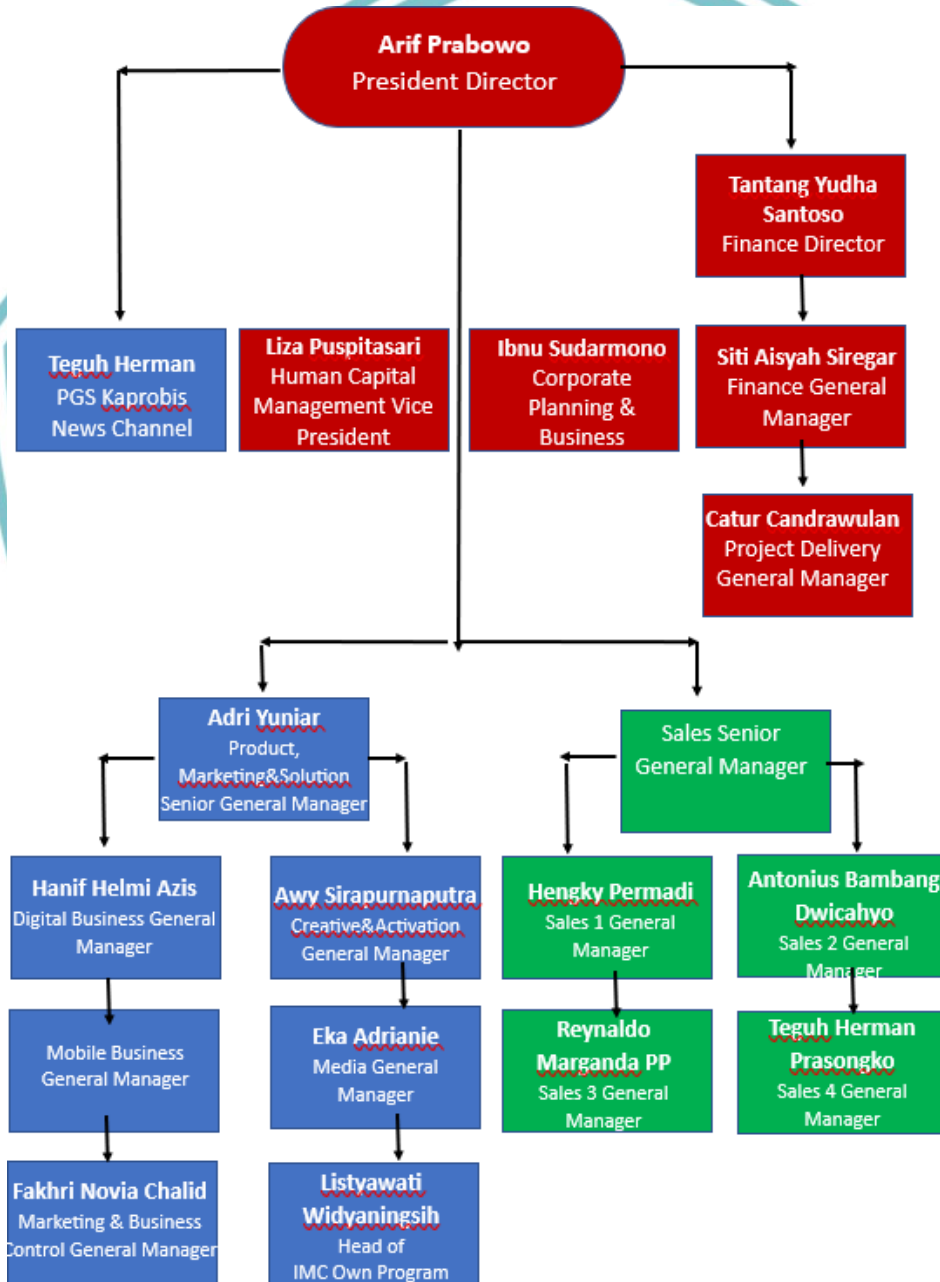 Arif Prabowo
President Director
Tantang Yudha
Santoso
Finance Director
Teguh Herman
PGS Kaprobis
News Channel
Liza Puspitasari
Human Capital
Management Vice
President
Ibnu Sudarmono
Corporate
Planning &
Business
Siti Aisyah Siregar
Finance General
Manager
Catur Candrawulan
Project Delivery
General Manager
Adri Yuniar
Product,
Marketing&Solution
Senior General Manager
Sales Senior
General Manager
Hanif Helmi Azis
Digital Business General
Manager
Awy Sirapurnaputra
Creative&Activation
General Manager
Hengky Permadi
Sales 1 General
Manager
Antonius Bambang
Dwicahyo
Sales 2 General
Manager
Mobile Business
General Manager
Eka Adrianie
Media General
Manager
Reynaldo
Marganda PP
Sales 3 General
Manager
Teguh Herman
Prasongko
Sales 4 General
Manager
Fakhri Novia Chalid
Marketing & Business
Control General Manager
Listyawati
Widyaningsih
Head of
IMC Own Program